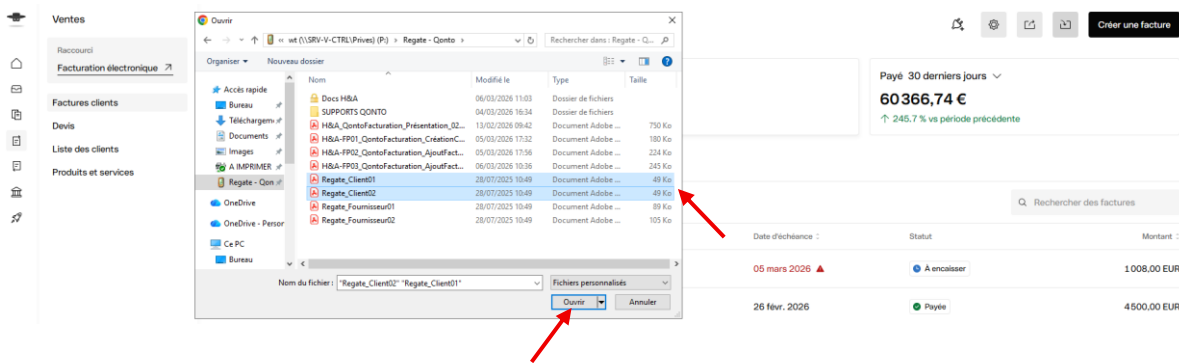 Ventes
Raccourci
Facturation électronique
Factures clients
Devis
Liste des clients
Produits et services
Ouvrir
« wt (\\SRV-V-CTRL\Prives) (P:) > Regate - Qonto >
Rechercher dans : Regate - Q...
Organiser
Nouveau dossier
Nom Modifié le Type Taille
Accès rapide
Bureau
Téléchargem
Documents
Images
A IMPRIMER
Regate - Qon
OneDrive
OneDrive - Person
Ce PC
Bureau
Docs H&A 06/03/2026 11:03 Dossier de fichiers
SUPPORTS QONTO 04/03/2026 16:34 Dossier de fichiers
H&A_QontoFacturation_Présentation_02... 13/02/2026 09:42 Document Adobe ... 750 Ko
H&A-FP01_QontoFacturation_CréationC... 05/03/2026 17:32 Document Adobe ... 180 Ko
H&A-FP02_QontoFacturation_AjoutFact... 05/03/2026 17:56 Document Adobe ... 224 Ko
H&A-FP03_QontoFacturation_AjoutFact... 06/03/2026 10:36 Document Adobe ... 245 Ko
Regate_Client01 28/07/2025 10:49 Document Adobe ... 49 Ko
Regate_Client02 28/07/2025 10:49 Document Adobe ... 49 Ko
Regate_Fournisseur01 28/07/2025 10:49 Document Adobe ... 89 Ko
Regate_Fournisseur02 28/07/2025 10:49 Document Adobe ... 105 Ko
Nom du fichier : "Regate_Client02" "Regate_Client01"
Fichiers personnalisés
Ouvrir
Annuler
Créer une facture
Payé 30 derniers jours
60 366,74 €
↑ 245.7 % vs période précédente
Rechercher des factures
Date d'échéance Statut Montant
05 mars 2026 À encaisser 1 008,00 EUR
26 févr. 2026 Payée 4 500,00 EUR